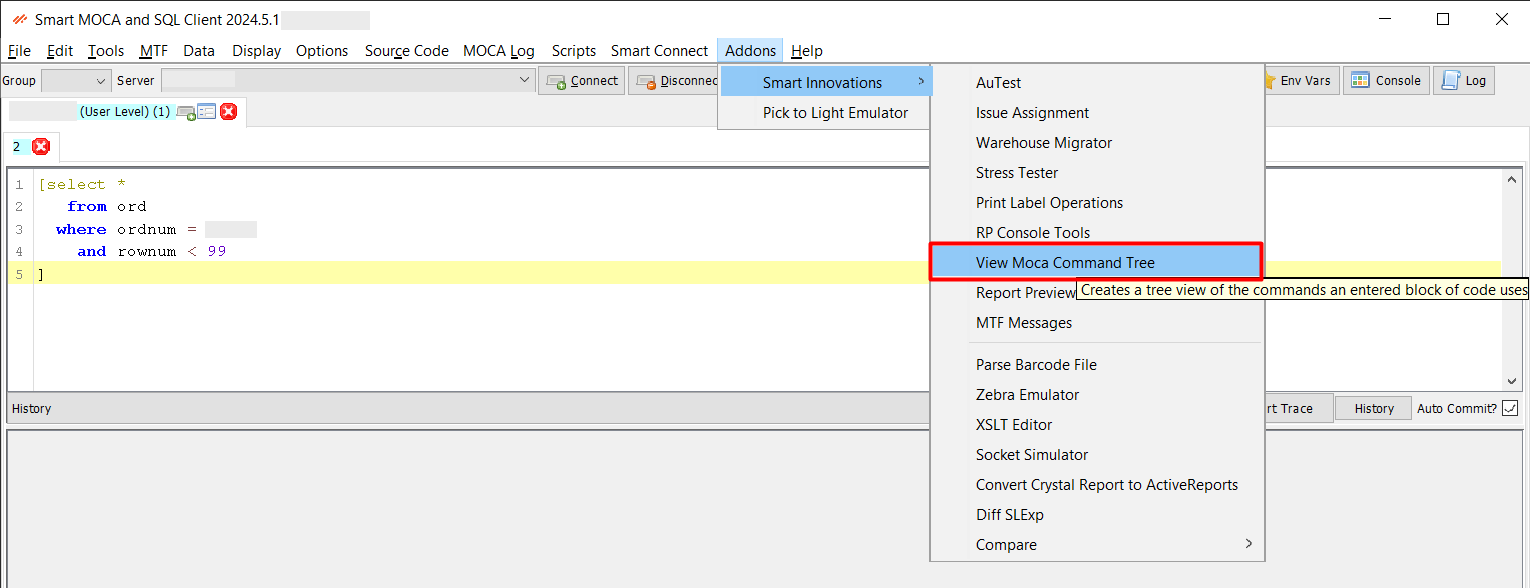 Smart MOCA and SQL Client 2024.5.1
File Edit Tools MTF Data Display Options Source Code MOCA Log Scripts Smart Connect Addons Help
Group Server Connect Disconnec Env Vars Console Log
(User Level) (1)
2
1 [select *
2 from ord
3 where ordnum =
4 and rownum < 99
5 ]
History
rt Trace History Auto Commit?
Smart Innovations >
Pick to Light Emulator
AuTest
Issue Assignment
Warehouse Migrator
Stress Tester
Print Label Operations
RP Console Tools
View Moca Command Tree
Report Preview
Creates a tree view of the commands an entered block of code uses
MTF Messages
Parse Barcode File
Zebra Emulator
XSLT Editor
Socket Simulator
Convert Crystal Report to ActiveReports
Diff SLExp
Compare >